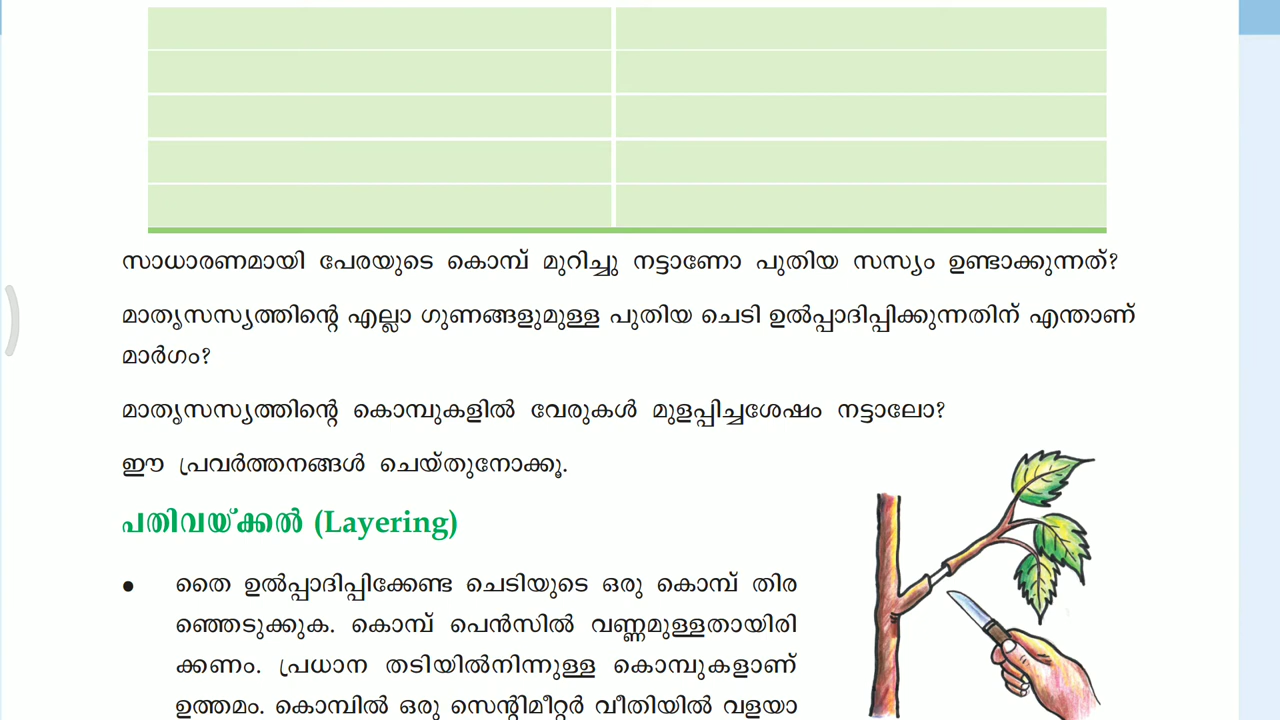 സാധാരണമായി പേരയുടെ കൊമ്പ് മുറിച്ചു നട്ടാണോ പുതിയ സസ്യം ഉണ്ടാക്കുന്നത്?
മാതൃസസ്യത്തിന്റെ എല്ലാ ഗുണങ്ങളുമുള്ള പുതിയ ചെടി ഉൽപ്പാദിപ്പിക്കുന്നതിന് എന്താണ്
മാർഗം?
മാതൃസസ്യത്തിന്റെ കൊമ്പുകളിൽ വേരുകൾ മുളപ്പിച്ചശേഷം നട്ടാലോ?
ഈ പ്രവർത്തനങ്ങൾ ചെയ്തുനോക്കൂ.
പതിവയ്ക്കൽ (Layering)
• തൈ ഉൽപ്പാദിപ്പിക്കേണ്ട ചെടിയുടെ ഒരു കൊമ്പ് തിര
ഞ്ഞെടുക്കുക. കൊമ്പ് പെൻസിൽ വണ്ണമുള്ളതായിരി
ക്കണം. പ്രധാന തടിയിൽനിന്നുള്ള കൊമ്പുകളാണ്
ഉത്തമം. കൊമ്പിൽ ഒരു സെന്റിമീറ്റർ വീതിയിൽ വളയാ